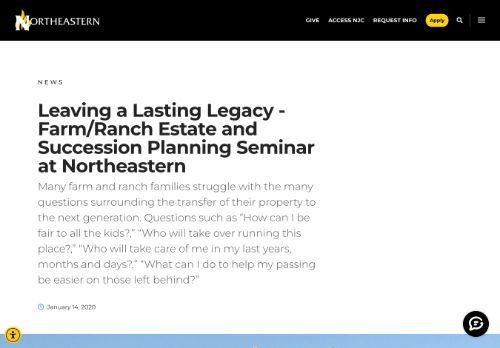 NORTHEASTERN
GIVE
ACCESS NJC
REQUEST INFO
Apply
NEWS
Leaving a Lasting Legacy -
Farm/Ranch Estate and
Succession Planning Seminar
at Northeastern
Many farm and ranch families struggle with the many
questions surrounding the transfer of their property to
the next generation. Questions such as “How can I be
fair to all the kids?,” “Who will take over running this
place?,” “Who will take care of me in my last years,
months and days?,” “What can I do to help my passing
be easier on those left behind?”
January 14, 2020